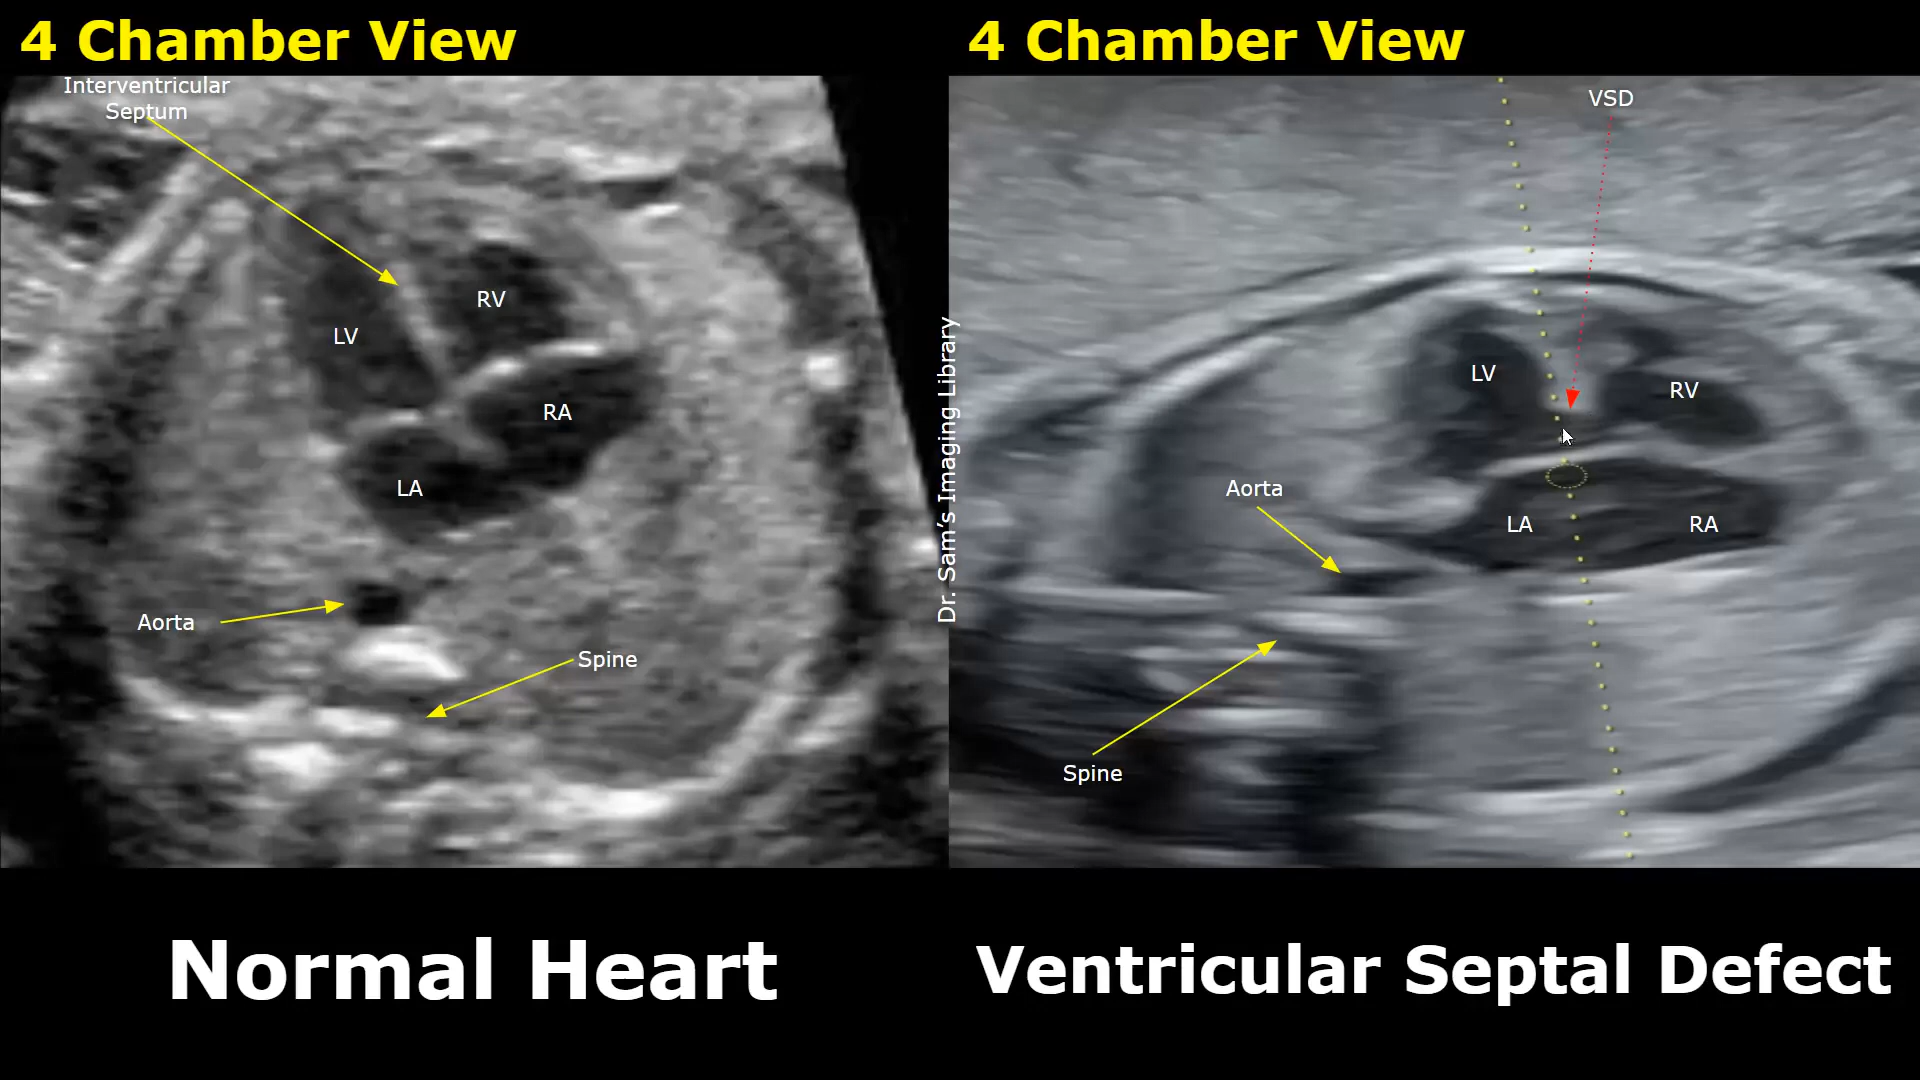 4 Chamber View
Interventricular
Septum
RV
LV
RA
LA
Aorta
Spine
Normal Heart
Dr. Sam's Imaging Library
4 Chamber View
VSD
LV
RV
Aorta
LA
RA
Spine
Ventricular Septal Defect